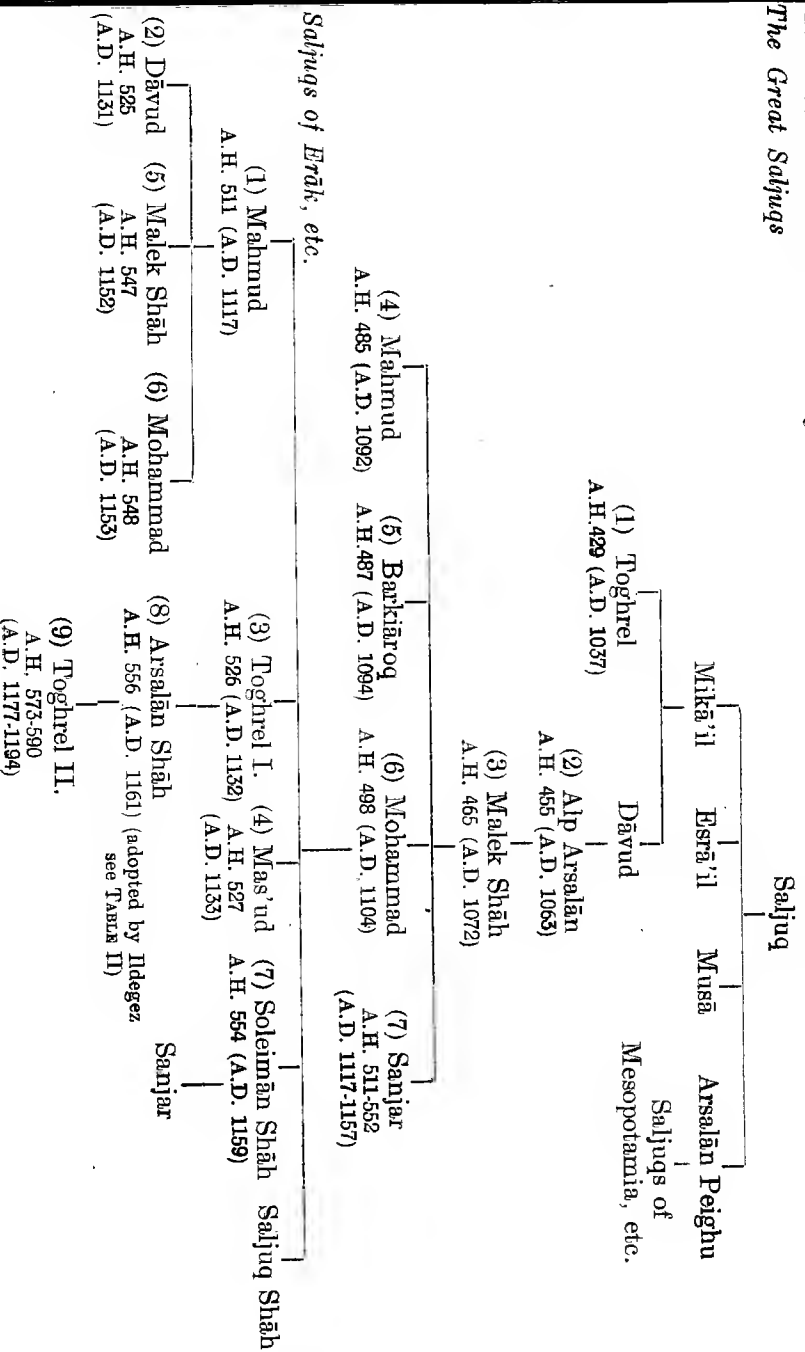 The Great Saljuqs
Saljuq
Mikā'il Esrā'il Musā Arsalān Peighu
Saljuqs of
Mesopotamia, etc.
(1) Toghrel
A.H. 429 (A.D. 1037)
Dāvud
(2) Alp Arsalān
A.H. 455 (A.D. 1063)
(3) Malek Shāh
A.H. 465 (A.D. 1072)
(4) Mahmud
A.H. 485 (A.D. 1092)
(5) Barkiāroq
A.H. 487 (A.D. 1094)
(6) Mohammad
A.H. 498 (A.D. 1104)
(7) Sanjar
A.H. 511-552
(A.D. 1117-1157)
Saljuqs of Erāk, etc.
(1) Mahmud
A.H. 511 (A.D. 1117)
(3) Toghrel I.
A.H. 526 (A.D. 1132)
(4) Mas'ud
A.H. 527
(A.D. 1133)
(7) Soleimān Shāh
A.H. 554 (A.D. 1159)
Saljuq Shāh
(2) Dāvud
A.H. 525
(A.D. 1131)
(5) Malek Shāh
A.H. 547
(A.D. 1152)
(6) Mohammad
A.H. 548
(A.D. 1153)
(8) Arsalān Shāh
A.H. 556 (A.D. 1161) (adopted by Ildegez
see TABLE II)
Sanjar
(9) Toghrel II.
A.H. 573-590
(A.D. 1177-1194)